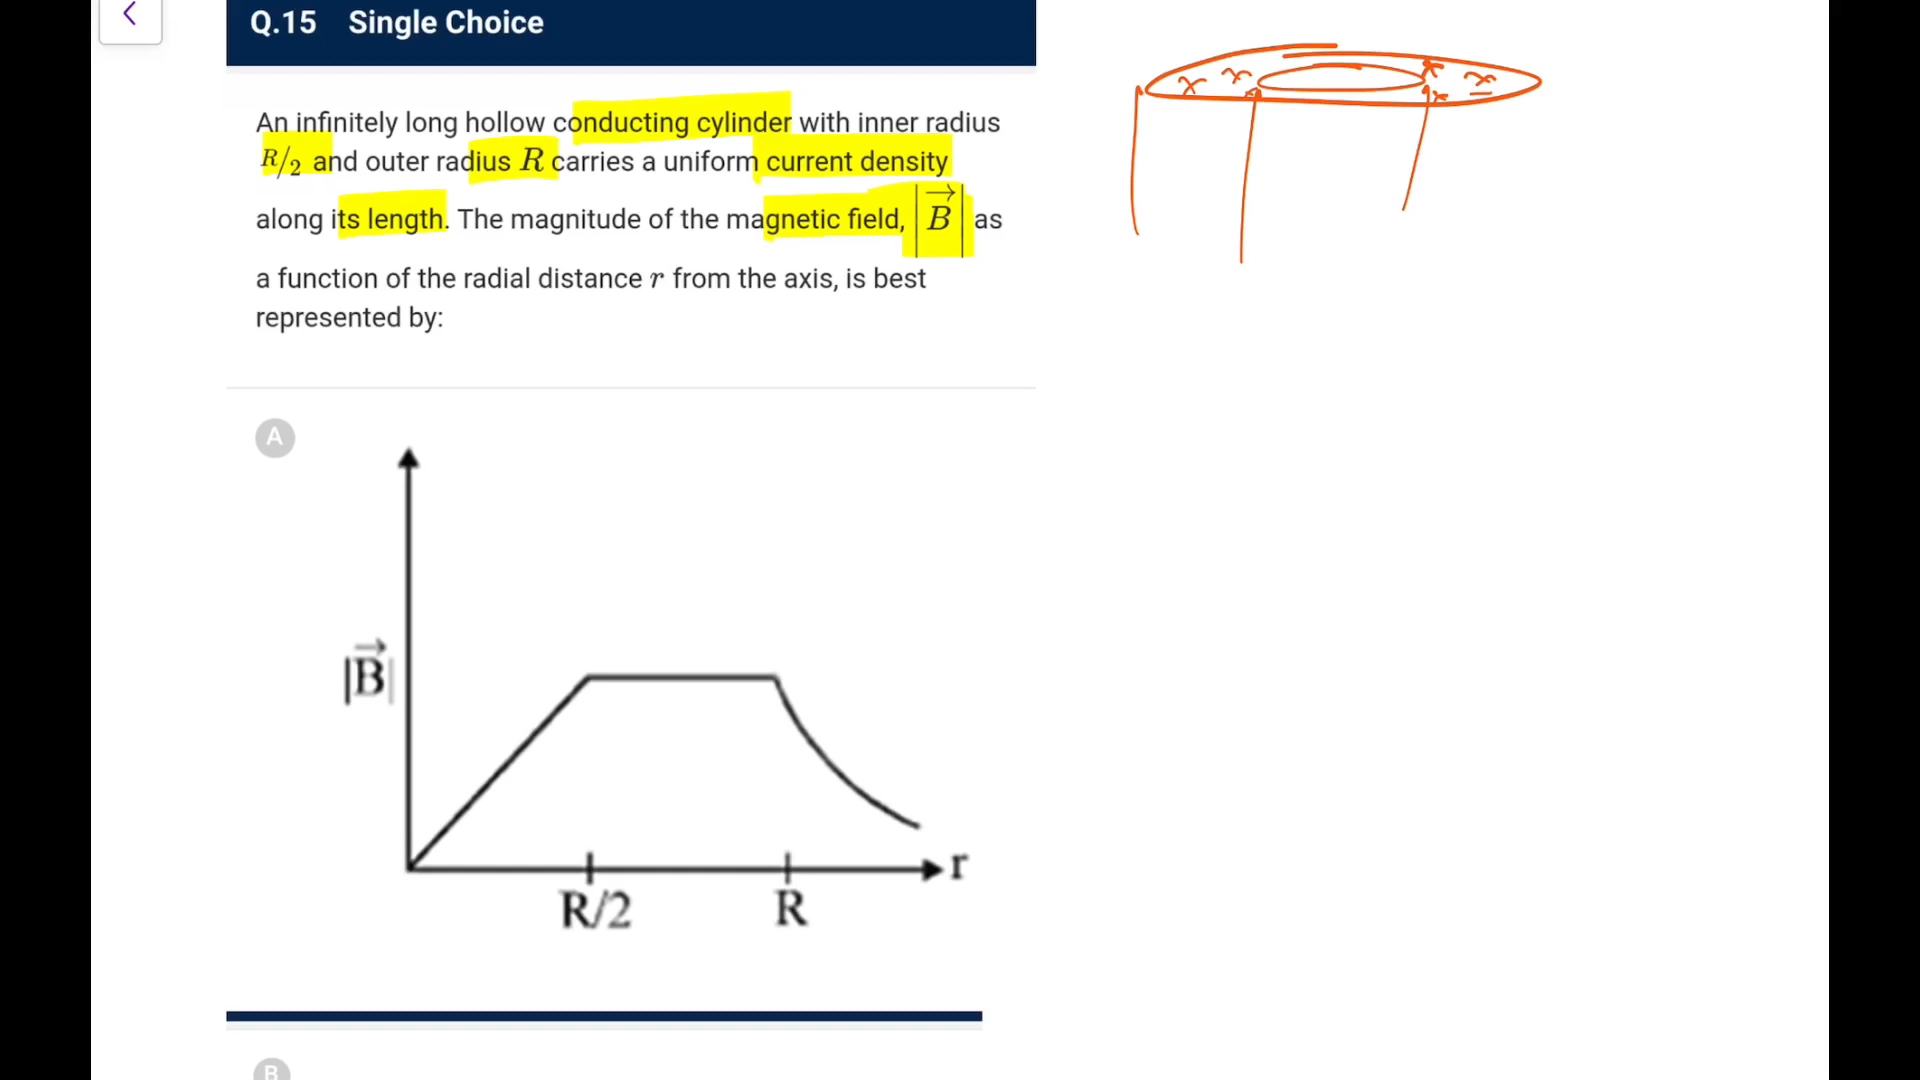 Q.15 Single Choice
An infinitely long hollow conducting cylinder with inner radius
R/2 and outer radius R carries a uniform current density
along its length. The magnitude of the magnetic field, |B⃗| as
a function of the radial distance r from the axis, is best
represented by:
A
|B⃗|
r
R/2
R
B